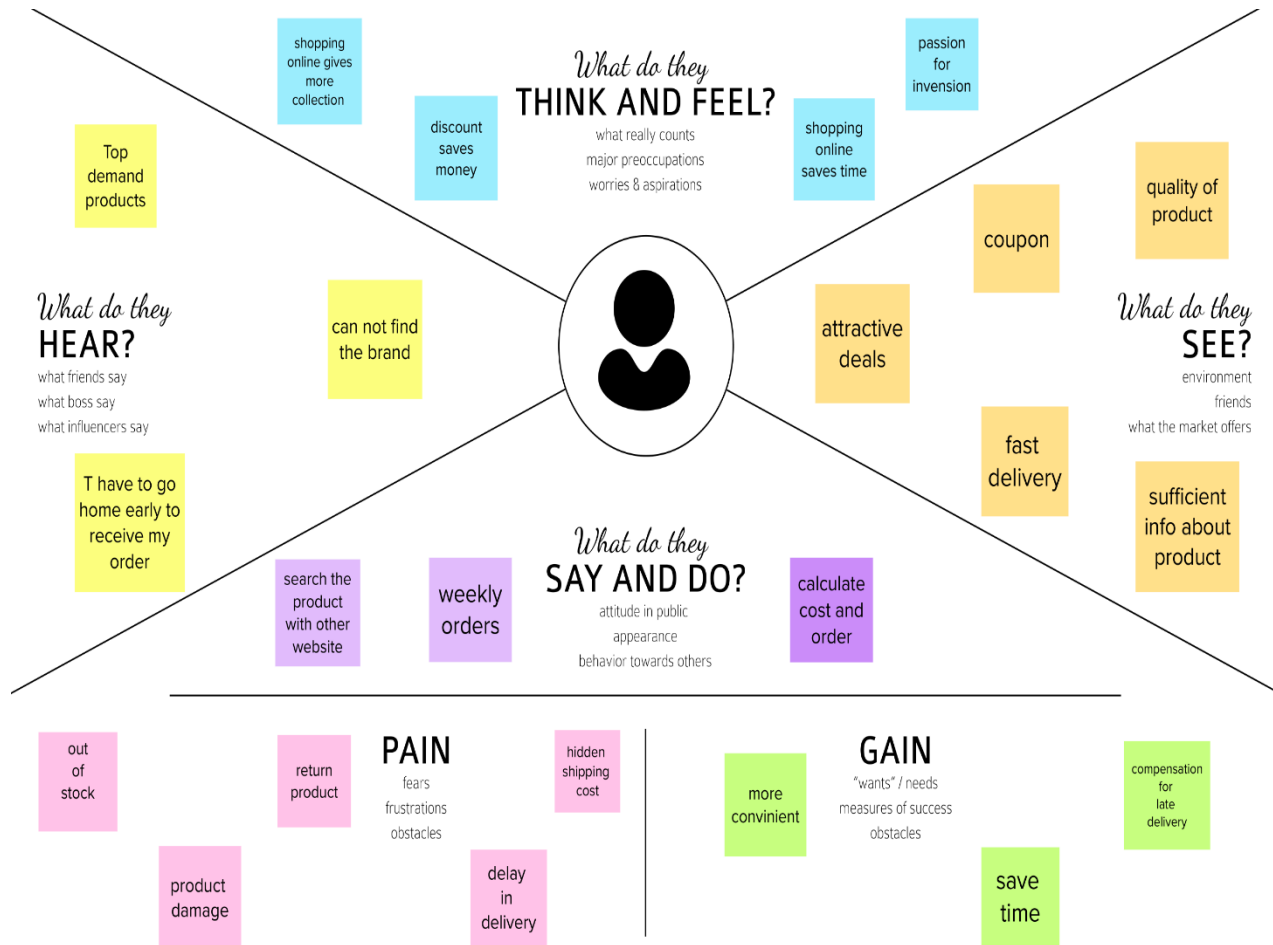 What do they
THINK AND FEEL?
what really counts
major preoccupations
worries & aspirations
shopping
online gives
more
collection
discount
saves
money
shopping
online
saves time
passion
for
invension
What do they
HEAR?
what friends say
what boss say
what influencers say
Top
demand
products
can not find
the brand
T have to go
home early to
receive my
order
What do they
SEE?
environment
friends
what the market offers
quality of
product
coupon
attractive
deals
fast
delivery
sufficient
info about
product
What do they
SAY AND DO?
attitude in public
appearance
behavior towards others
search the
product
with other
website
weekly
orders
calculate
cost and
order
PAIN
fears
frustrations
obstacles
out
of
stock
return
product
hidden
shipping
cost
product
damage
delay
in
delivery
GAIN
"wants" / needs
measures of success
obstacles
more
convinient
compensation
for
late
delivery
save
time